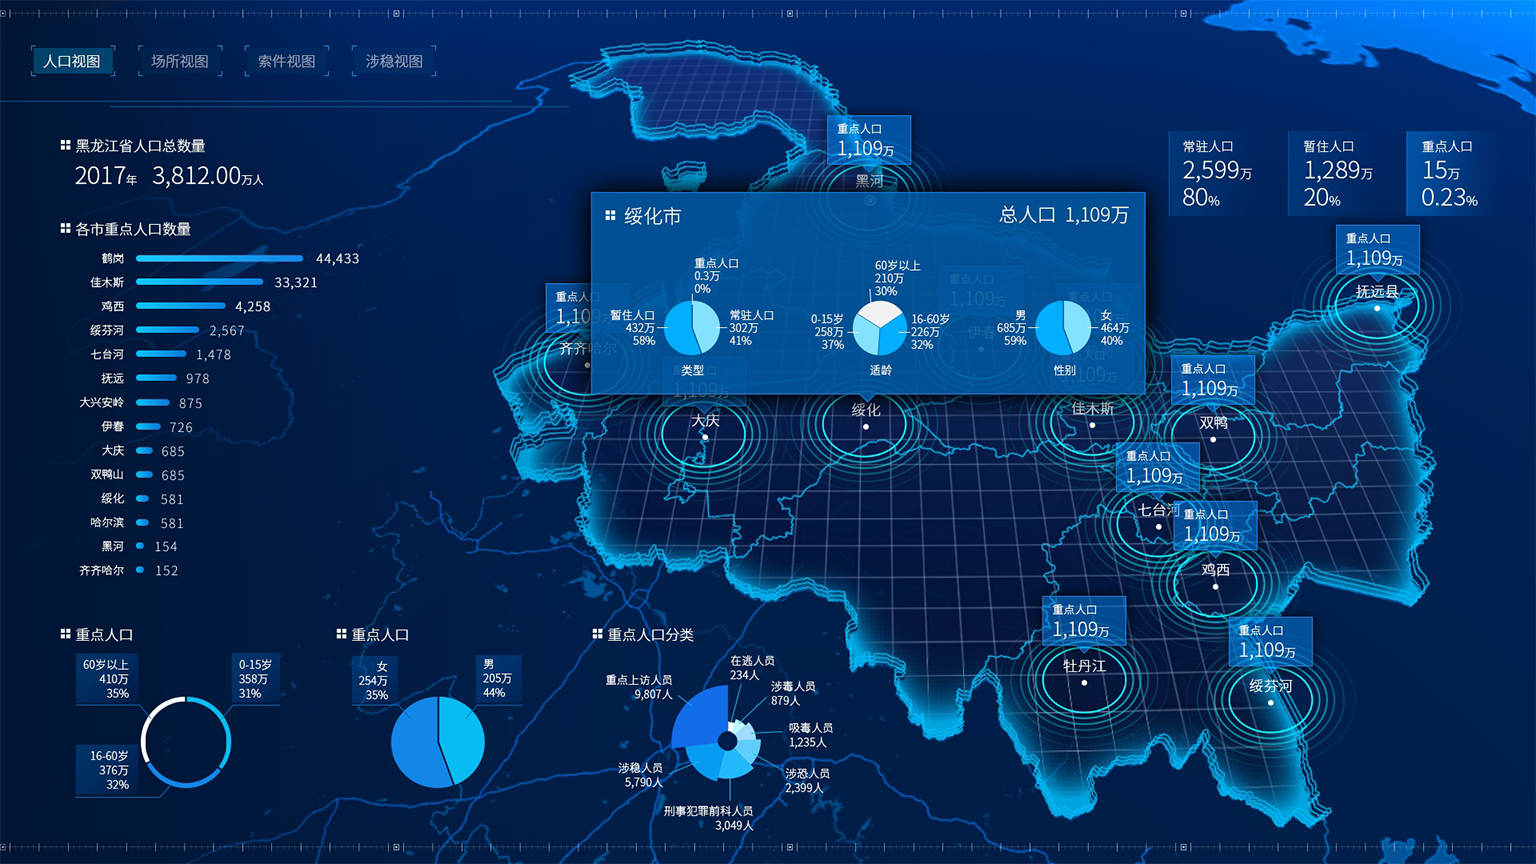 人口视图
场所视图
索件视图
涉稳视图
黑龙江省人口总数量
2017年 3,812.00万人
各市重点人口数量
鹤岗 44,433
佳木斯 33,321
鸡西 4,258
绥芬河 2,567
七台河 1,478
抚远 978
大兴安岭 875
伊春 726
大庆 685
双鸭山 685
绥化 581
哈尔滨 581
黑河 154
齐齐哈尔 152
常驻人口
2,599万
80%
暂住人口
1,289万
20%
重点人口
15万
0.23%
重点人口
1,109万
黑河
绥化市
总人口 1,109万
重点人口
0.3万
0%
暂住人口
432万
58%
常驻人口
302万
41%
类型
60岁以上
210万
30%
0-15岁
258万
37%
16-60岁
226万
32%
适龄
男
685万
59%
女
464万
40%
性别
重点人口
1,109万
伊春
重点人口
齐齐哈尔
1,109万
大庆
绥化
佳木斯
重点人口
1,109万
抚远县
重点人口
1,109万
双鸭
重点人口
1,109万
七台河
重点人口
1,109万
鸡西
重点人口
1,109万
牡丹江
重点人口
1,109万
绥芬河
重点人口
60岁以上
410万
35%
0-15岁
358万
31%
16-60岁
376万
32%
重点人口
女
254万
35%
男
205万
44%
重点人口分类
在逃人员
234人
重点上访人员
9,807人
涉毒人员
879人
吸毒人员
1,235人
涉稳人员
5,790人
涉恐人员
2,399人
刑事犯罪前科人员
3,049人